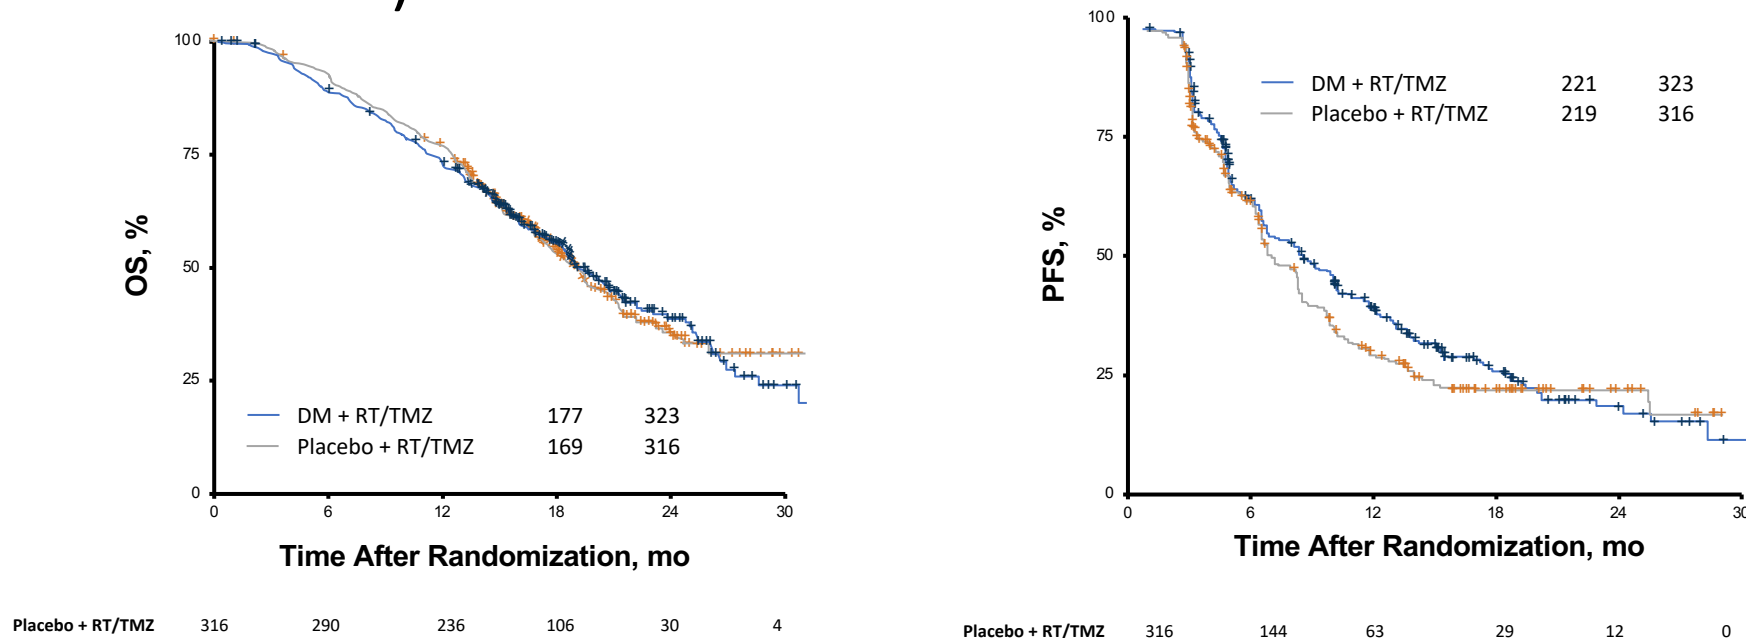 100
75
50
25
0
OS, %
DM + RT/TMZ 177 323
Placebo + RT/TMZ 169 316
0 6 12 18 24 30
Time After Randomization, mo
Placebo + RT/TMZ 316 290 236 106 30 4
100
75
50
25
0
PFS, %
DM + RT/TMZ 221 323
Placebo + RT/TMZ 219 316
0 6 12 18 24 30
Time After Randomization, mo
Placebo + RT/TMZ 316 144 63 29 12 0